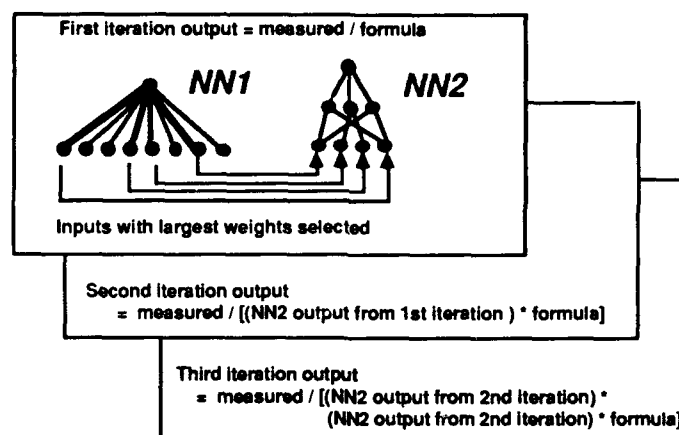 First iteration output = measured / formula
NN1
NN2
Inputs with largest weights selected
Second iteration output
= measured / [(NN2 output from 1st iteration ) * formula]
Third iteration output
= measured / [(NN2 output from 2nd iteration) *
(NN2 output from 2nd iteration) * formula]